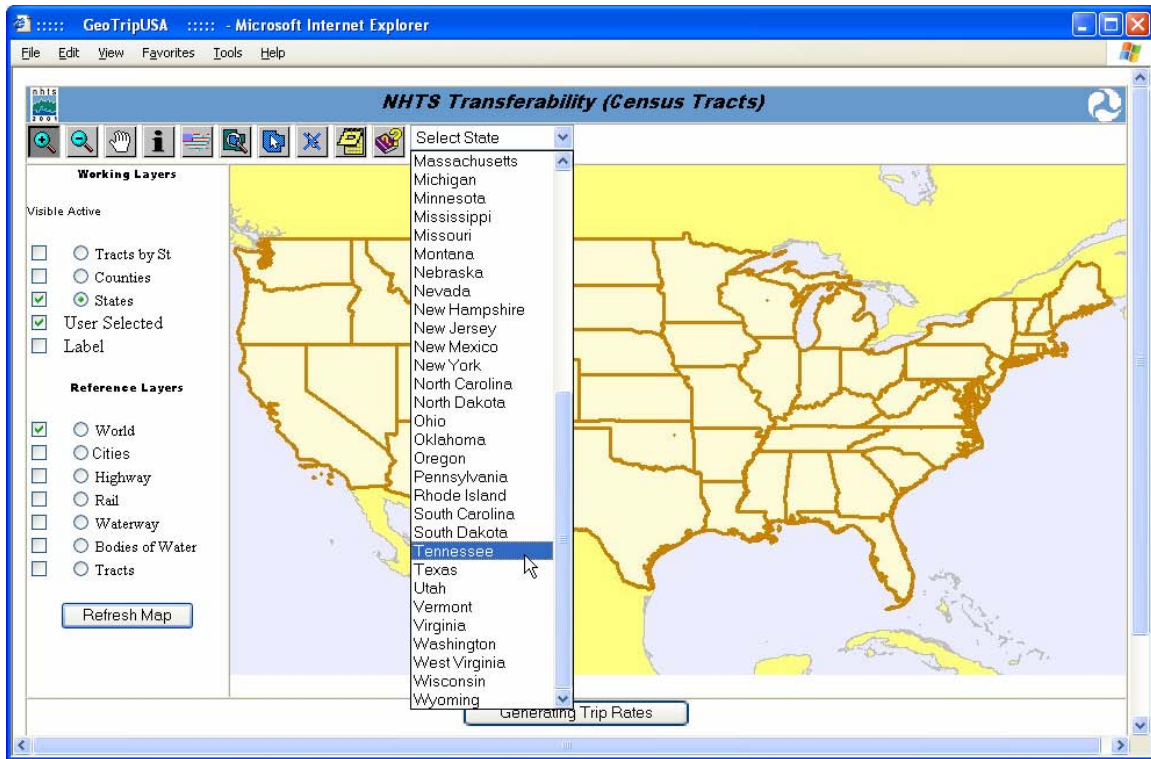 ::::: GeoTripUSA ::::: - Microsoft Internet Explorer
File Edit View Favorites Tools Help
nhts
2001
NHTS Transferability (Census Tracts)
Select State
Working Layers
Visible Active
Tracts by St
Counties
States
User Selected
Label
Reference Layers
World
Cities
Highway
Rail
Waterway
Bodies of Water
Tracts
Refresh Map
Massachusetts
Michigan
Minnesota
Mississippi
Missouri
Montana
Nebraska
Nevada
New Hampshire
New Jersey
New Mexico
New York
North Carolina
North Dakota
Ohio
Oklahoma
Oregon
Pennsylvania
Rhode Island
South Carolina
South Dakota
Tennessee
Texas
Utah
Vermont
Virginia
Washington
West Virginia
Wisconsin
Wyoming
Generating Trip Rates